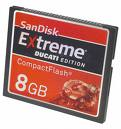 SanDisk
Extreme
DUCATI EDITION
CompactFlash®
8GB